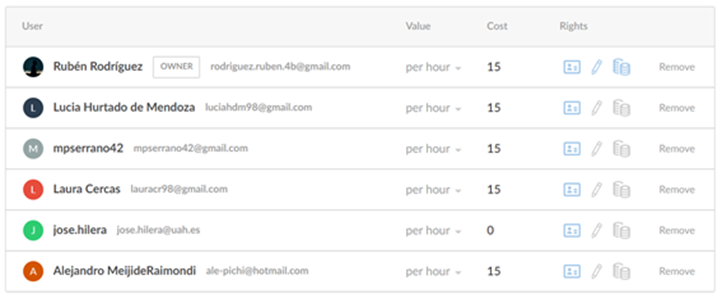 User Value Cost Rights
Rubén Rodríguez OWNER rodriguez.ruben.4b@gmail.com per hour 15 Remove
L Lucia Hurtado de Mendoza luciahdm98@gmail.com per hour 15 Remove
M mpserrano42 mpserrano42@gmail.com per hour 15 Remove
L Laura Cercas lauracr98@gmail.com per hour 15 Remove
J jose.hilera jose.hilera@uah.es per hour 0 Remove
A Alejandro MeijideRaimondi ale-pichi@hotmail.com per hour 15 Remove